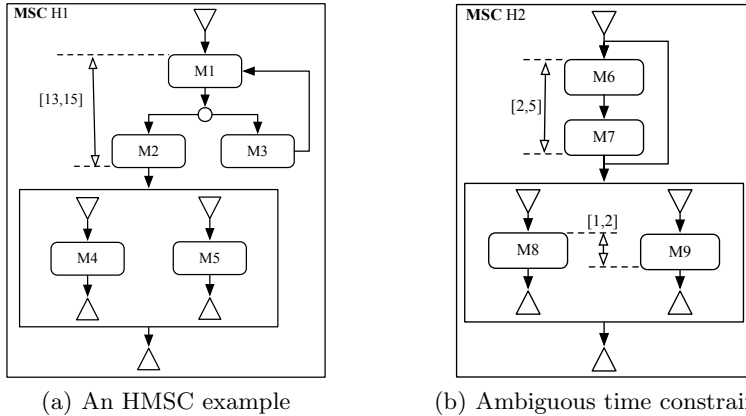 MSC H1
M1
[13,15]
M2
M3
M4
M5
(a) An HMSC example
MSC H2
M6
[2,5]
M7
[1,2]
M8
M9
(b) Ambiguous time constrai